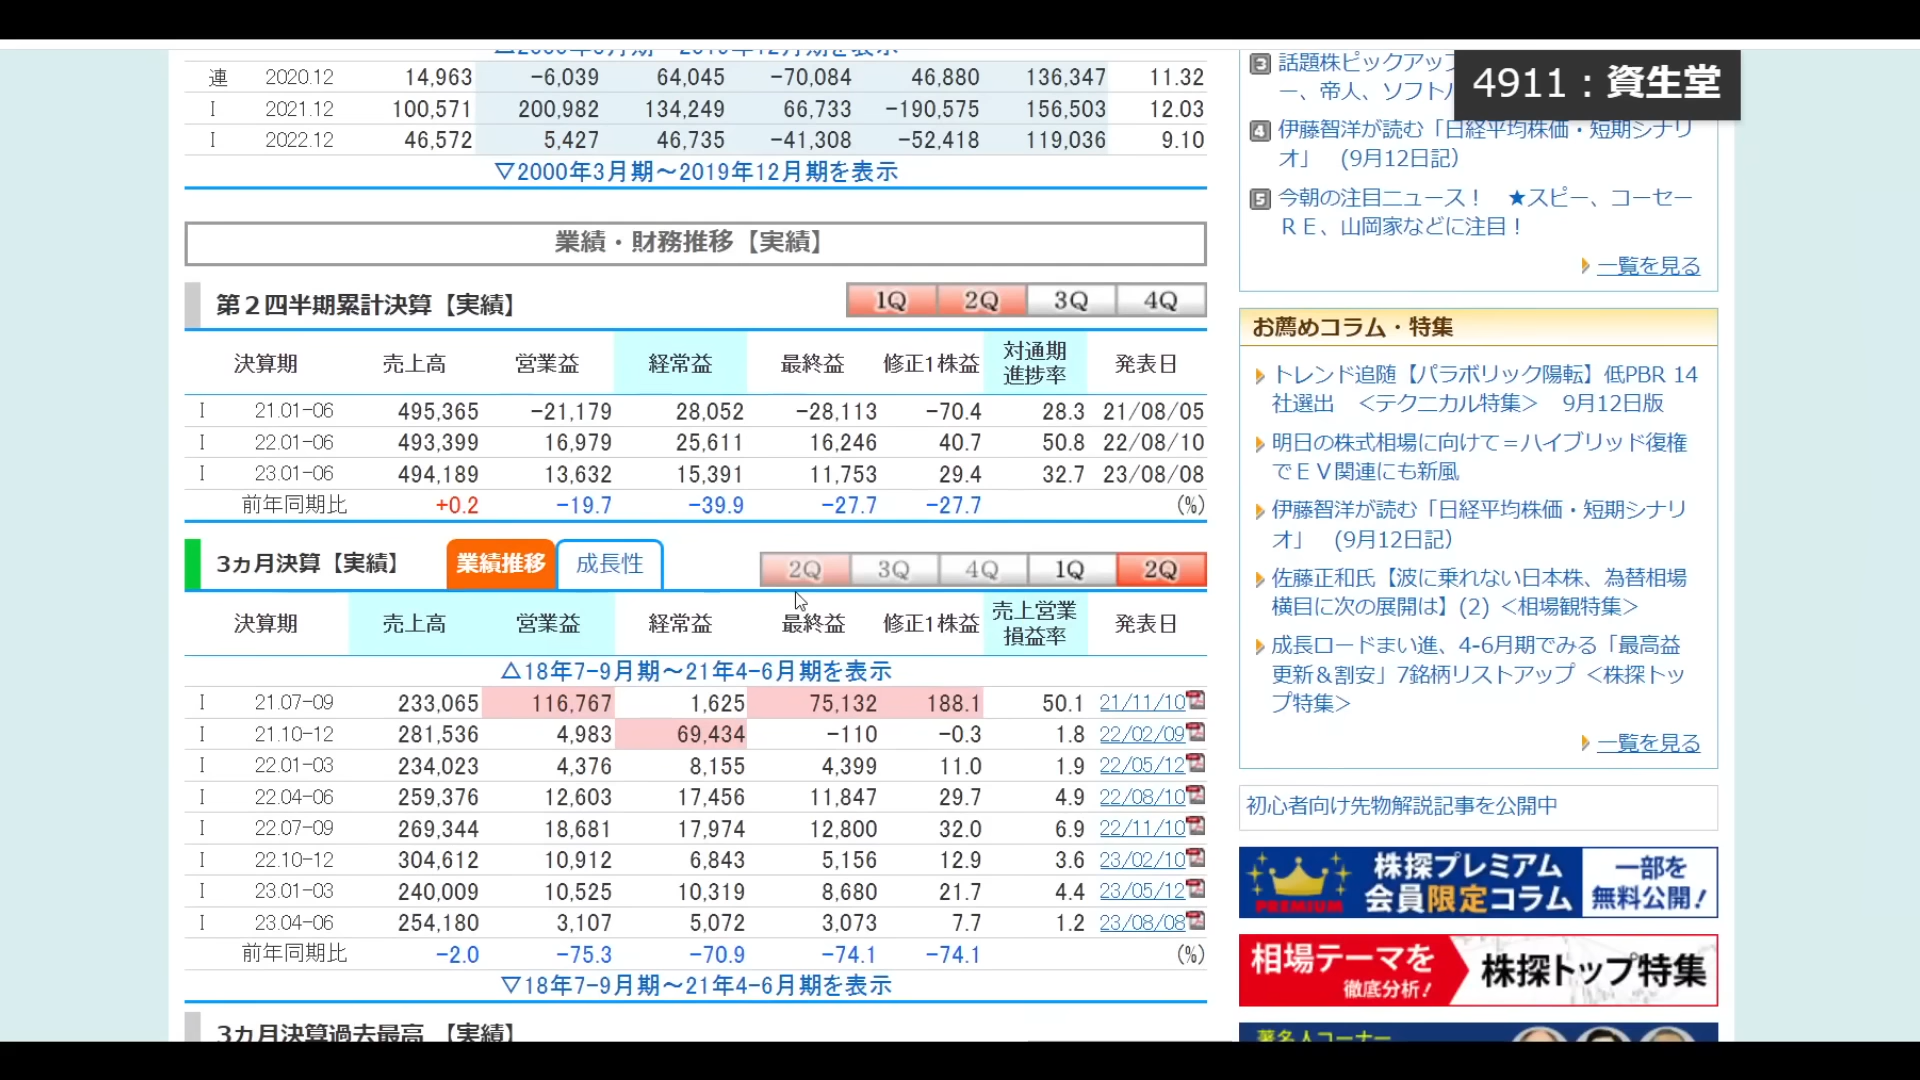 4911：資生堂
連 2020.12 14,963 −6,039 64,045 −70,084 46,880 136,347 11.32
I 2021.12 100,571 200,982 134,249 66,733 −190,575 156,503 12.03
I 2022.12 46,572 5,427 46,735 −41,308 −52,418 119,036 9.10
▽2000年3月期～2019年12月期を表示
業績・財務推移【実績】
第２四半期累計決算【実績】
1Q 2Q 3Q 4Q
決算期 売上高 営業益 経常益 最終益 修正1株益 対通期
進捗率 発表日
I 21.01-06 495,365 −21,179 28,052 −28,113 −70.4 28.3 21/08/05
I 22.01-06 493,399 16,979 25,611 16,246 40.7 50.8 22/08/10
I 23.01-06 494,189 13,632 15,391 11,753 29.4 32.7 23/08/08
前年同期比 +0.2 −19.7 −39.9 −27.7 −27.7 (%)
3ヵ月決算【実績】 業績推移 成長性
2Q 3Q 4Q 1Q 2Q
決算期 売上高 営業益 経常益 最終益 修正1株益 売上営業
損益率 発表日
△18年7-9月期～21年4-6月期を表示
I 21.07-09 233,065 116,767 1,625 75,132 188.1 50.1 21/11/10
I 21.10-12 281,536 4,983 69,434 −110 −0.3 1.8 22/02/09
I 22.01-03 234,023 4,376 8,155 4,399 11.0 1.9 22/05/12
I 22.04-06 259,376 12,603 17,456 11,847 29.7 4.9 22/08/10
I 22.07-09 269,344 18,681 17,974 12,800 32.0 6.9 22/11/10
I 22.10-12 304,612 10,912 6,843 5,156 12.9 3.6 23/02/10
I 23.01-03 240,009 10,525 10,319 8,680 21.7 4.4 23/05/12
I 23.04-06 254,180 3,107 5,072 3,073 7.7 1.2 23/08/08
前年同期比 −2.0 −75.3 −70.9 −74.1 −74.1 (%)
▽18年7-9月期～21年4-6月期を表示
3ヵ月決算過去最高 【実績】
3 話題株ピックアップ
ー、帝人、ソフト
4 伊藤智洋が読む「日経平均株価・短期シナリ
オ」 (9月12日記)
5 今朝の注目ニュース！ ★スピー、コーセー
ＲＥ、山岡家などに注目！
一覧を見る
お薦めコラム・特集
トレンド追随【パラボリック陽転】低PBR 14
社選出 ＜テクニカル特集＞ 9月12日版
明日の株式相場に向けて＝ハイブリッド復権
でＥＶ関連にも新風
伊藤智洋が読む「日経平均株価・短期シナリ
オ」 (9月12日記)
佐藤正和氏【波に乗れない日本株、為替相場
横目に次の展開は】(2) ＜相場観特集＞
成長ロードまい進、4-6月期でみる「最高益
更新＆割安」7銘柄リストアップ ＜株探トッ
プ特集＞
一覧を見る
初心者向け先物解説記事を公開中
PREMIUM 株探プレミアム
会員限定コラム
一部を
無料公開！
相場テーマを
徹底分析！
株探トップ特集
著名人コーナー